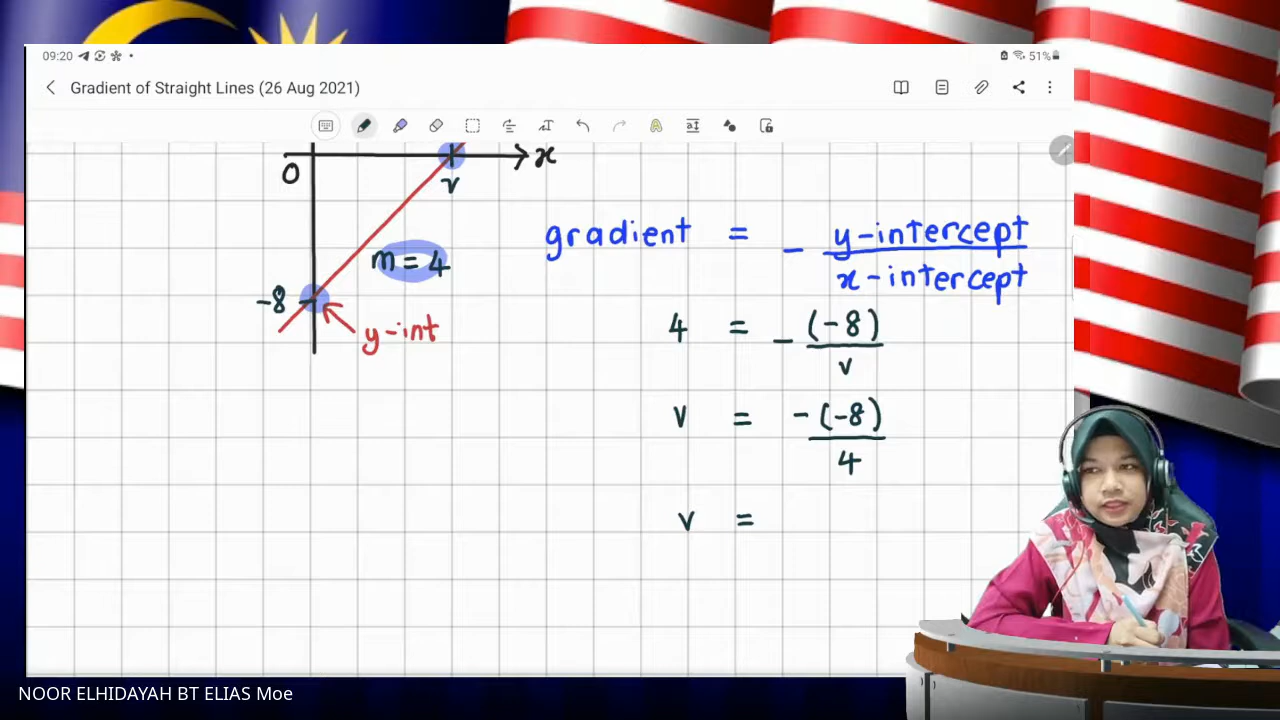 09:20 51%
Gradient of Straight Lines (26 Aug 2021)
x
0
v
gradient = - y-intercept
x-intercept
m = 4
-8
y-int
4 = - (-8)
v
v = -(-8)
4
v =
NOOR ELHIDAYAH BT ELIAS Moe